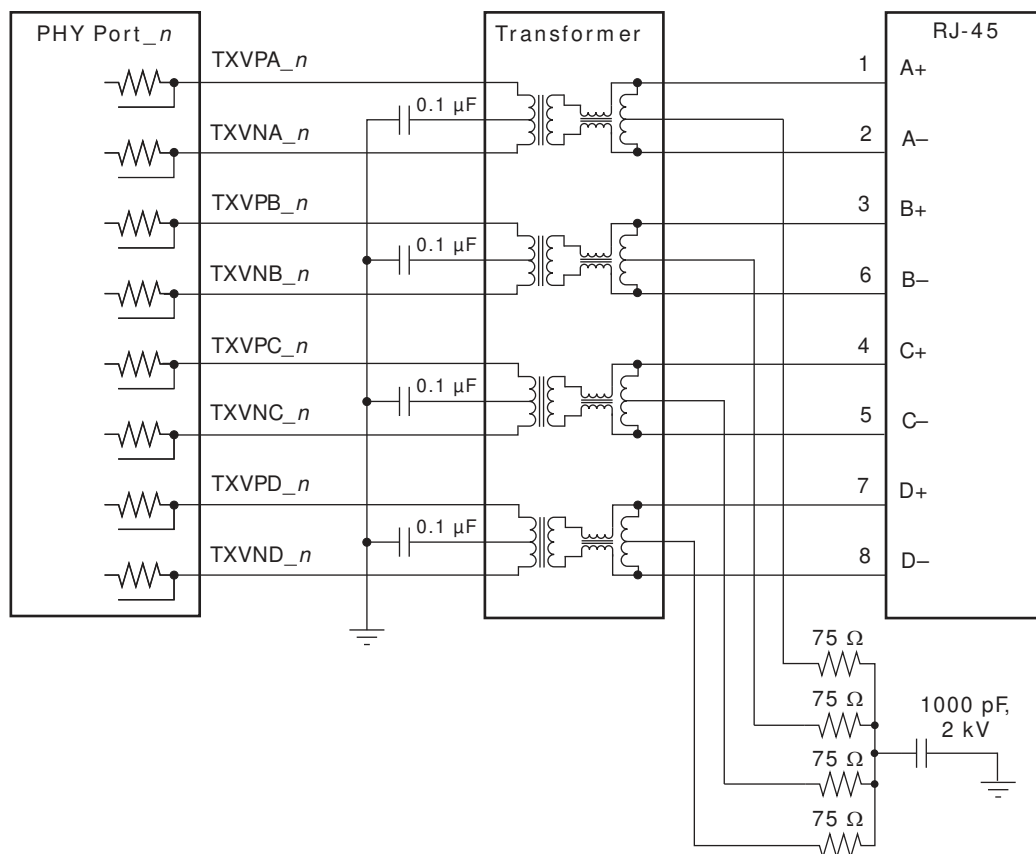 PHY Port_n
Transformer
RJ-45
TXVPA_n
1
A+
0.1 µF
TXVNA_n
2
A–
TXVPB_n
3
B+
0.1 µF
TXVNB_n
6
B–
TXVPC_n
4
C+
0.1 µF
TXVNC_n
5
C–
TXVPD_n
7
D+
0.1 µF
TXVND_n
8
D–
75 Ω
75 Ω
1000 pF,
2 kV
75 Ω
75 Ω